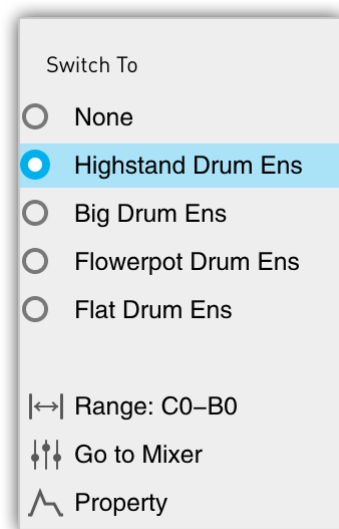 Switch To
None
Highstand Drum Ens
Big Drum Ens
Flowerpot Drum Ens
Flat Drum Ens
Range: C0–B0
Go to Mixer
Property